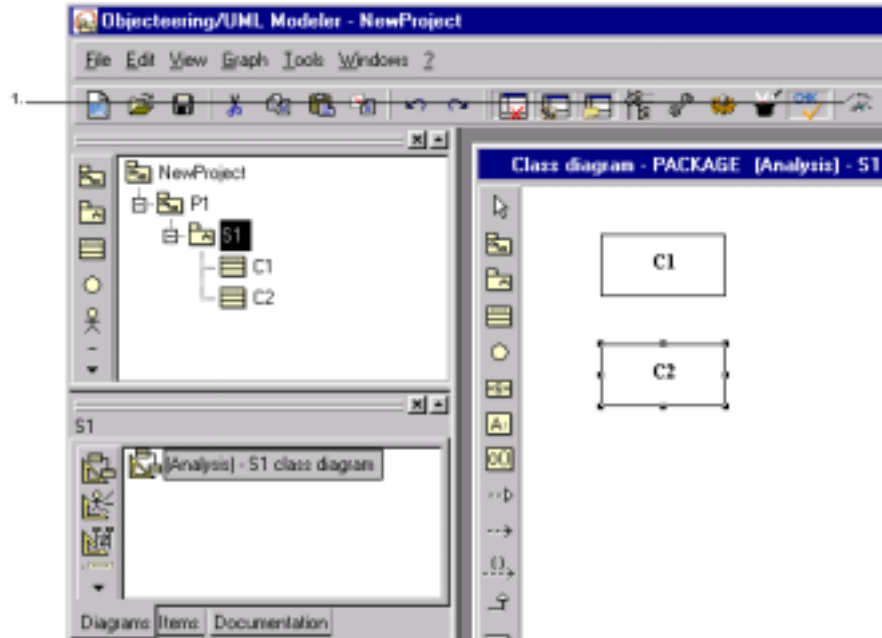 Objecteering/UML Modeler - NewProject
File Edit View Graph Tools Windows ?
1.
NewProject
P1
S1
C1
C2
Class diagram - PACKAGE (Analysis) - S1
C1
C2
S1
(Analysis) - S1 class diagram
Diagrams Items Documentation